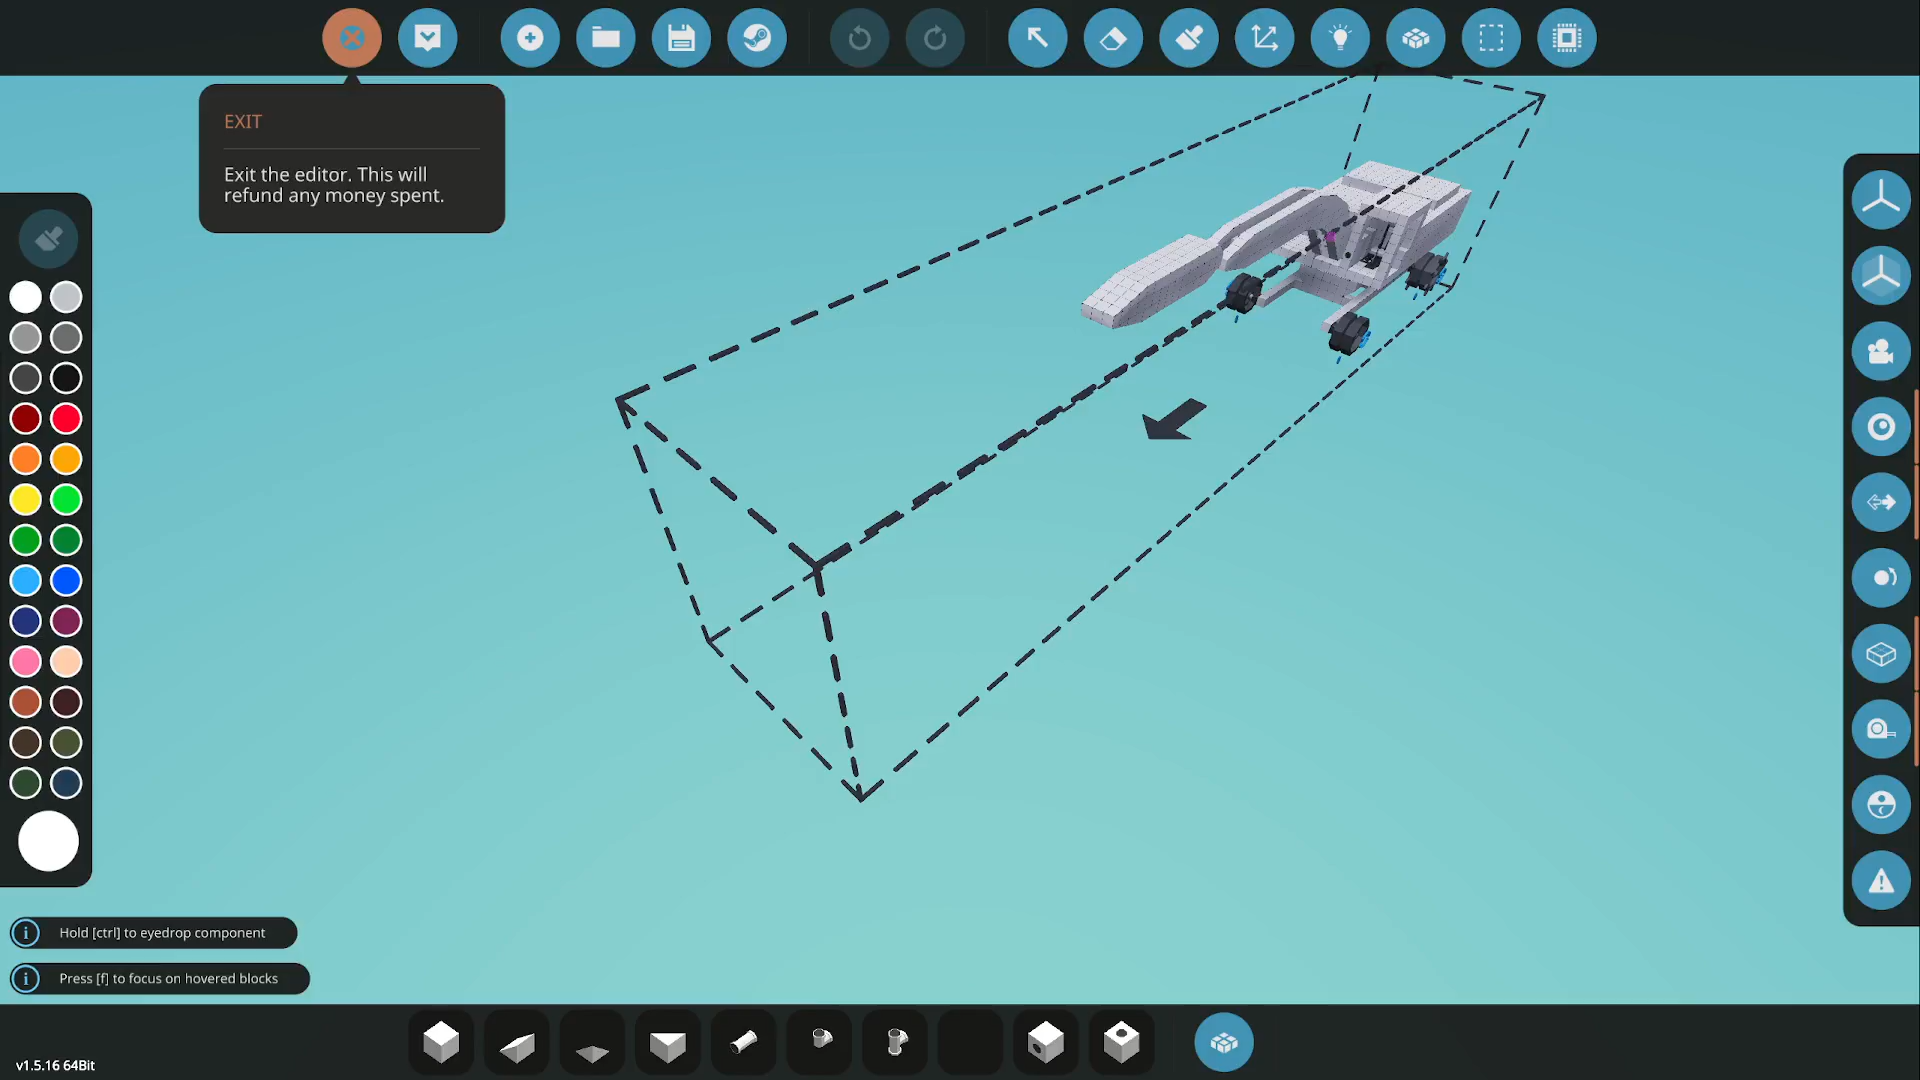 EXIT
Exit the editor. This will
refund any money spent.
Hold [ctrl] to eyedrop component
Press [f] to focus on hovered blocks
v1.5.16 64Bit